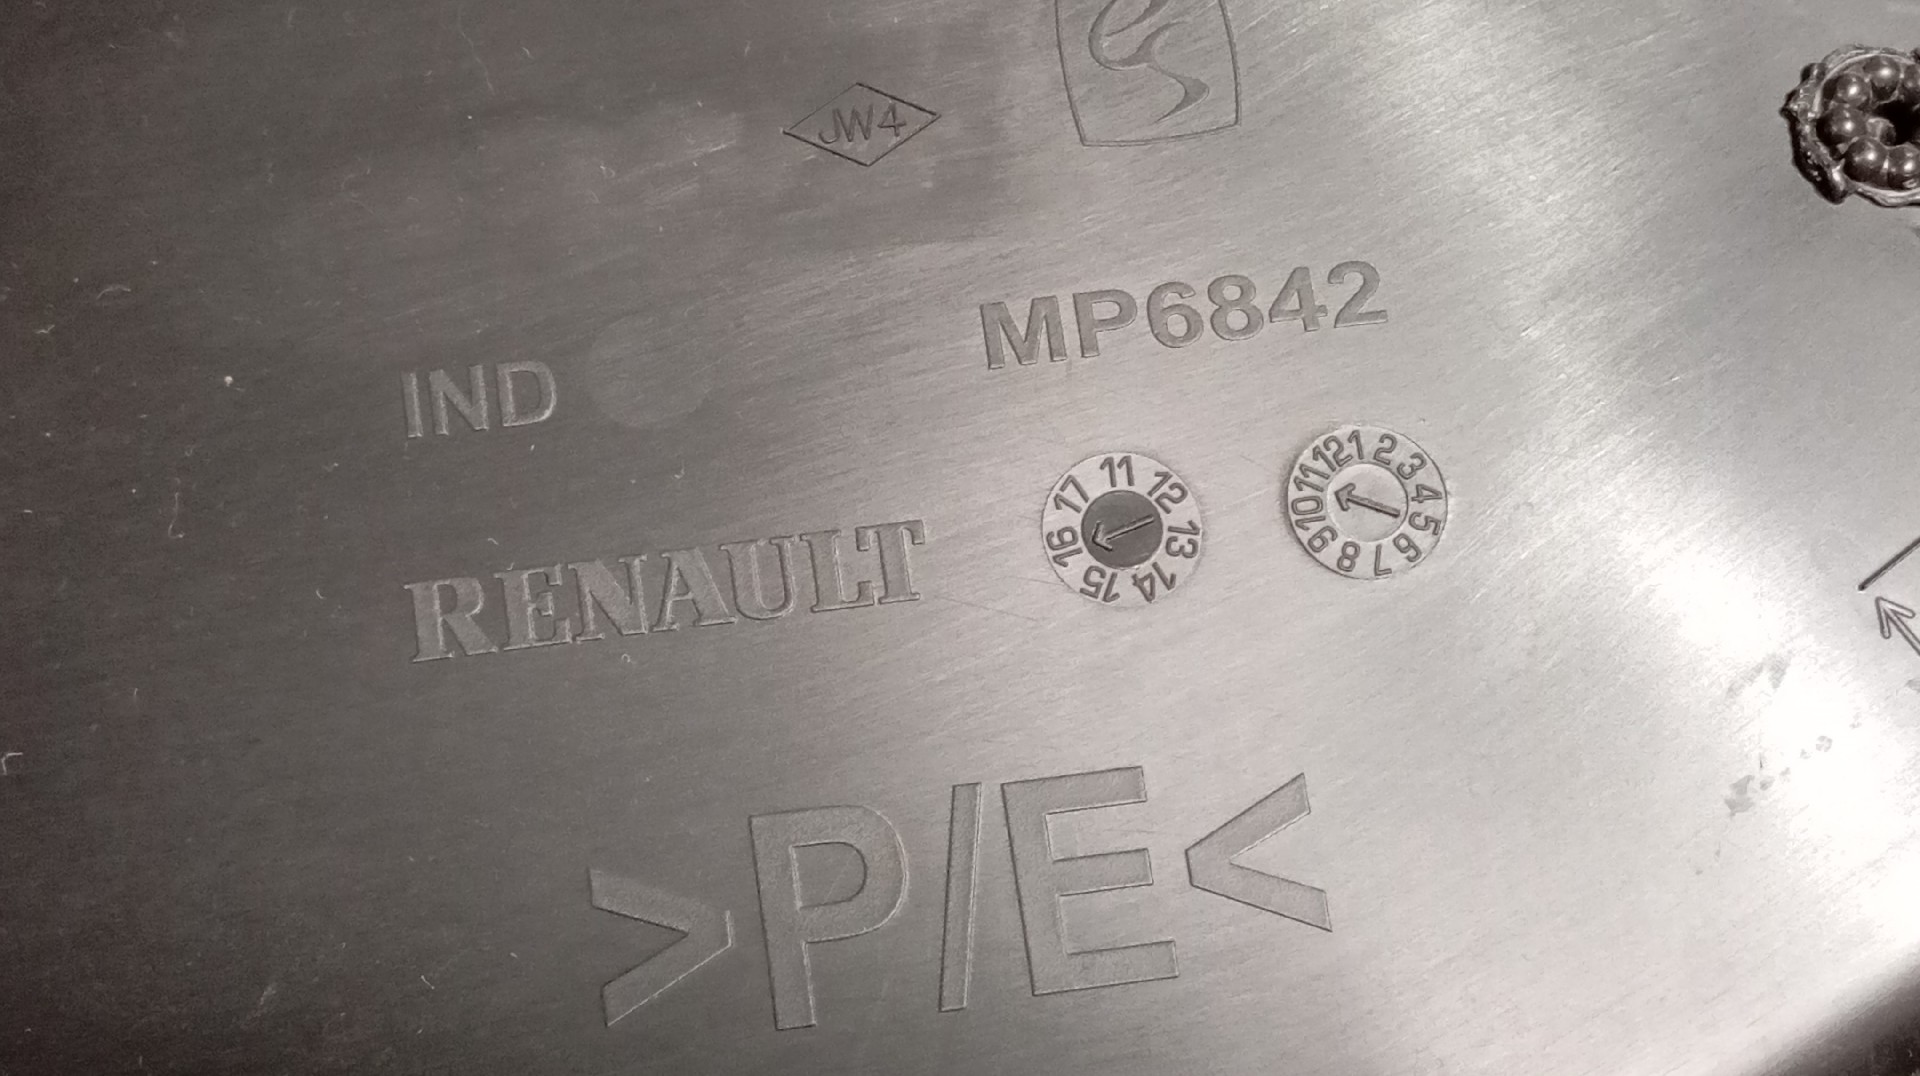 JW4
MP6842
IND
11 12 13 14 15 16 17
1 2 3 4 5 6 7 8 9 10 11 12
RENAULT
>P/E<